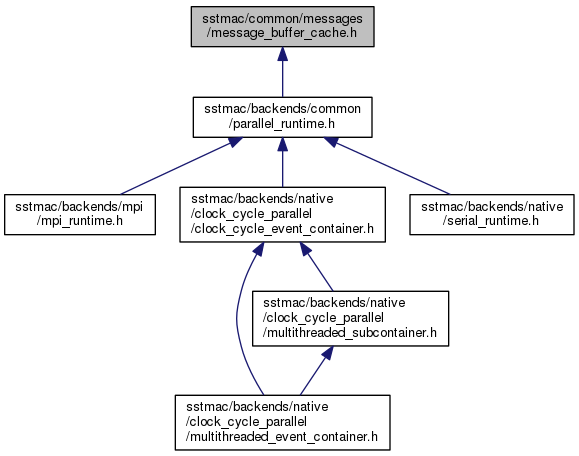 sstmac/common/messages
/message_buffer_cache.h
sstmac/backends/common
/parallel_runtime.h
sstmac/backends/mpi
/mpi_runtime.h
sstmac/backends/native
/clock_cycle_parallel
/clock_cycle_event_container.h
sstmac/backends/native
/serial_runtime.h
sstmac/backends/native
/clock_cycle_parallel
/multithreaded_subcontainer.h
sstmac/backends/native
/clock_cycle_parallel
/multithreaded_event_container.h